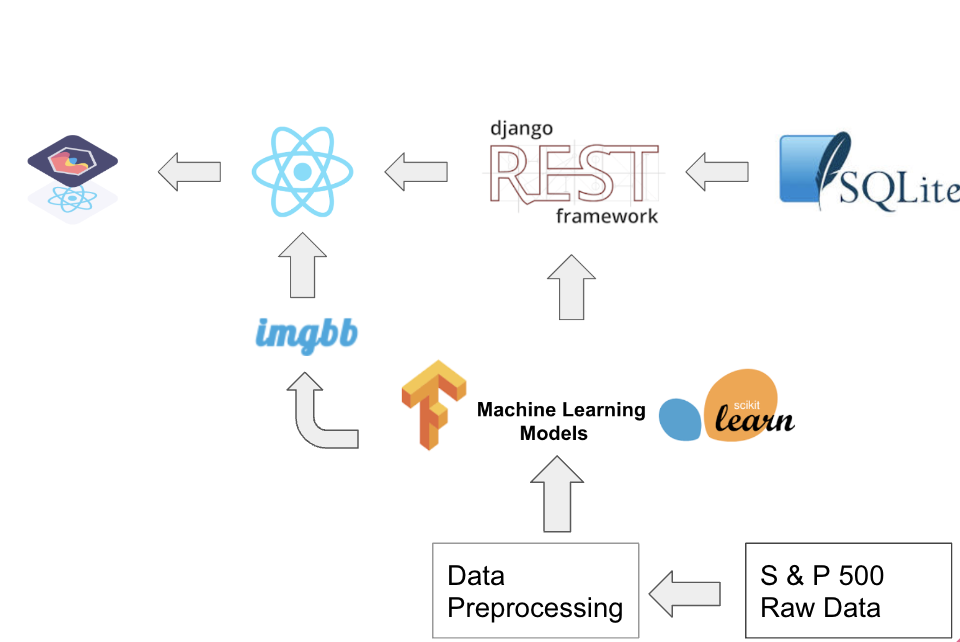 django
REST
framework
SQLite
imgbb
Machine Learning
Models
scikit
learn
Data
Preprocessing
S & P 500
Raw Data